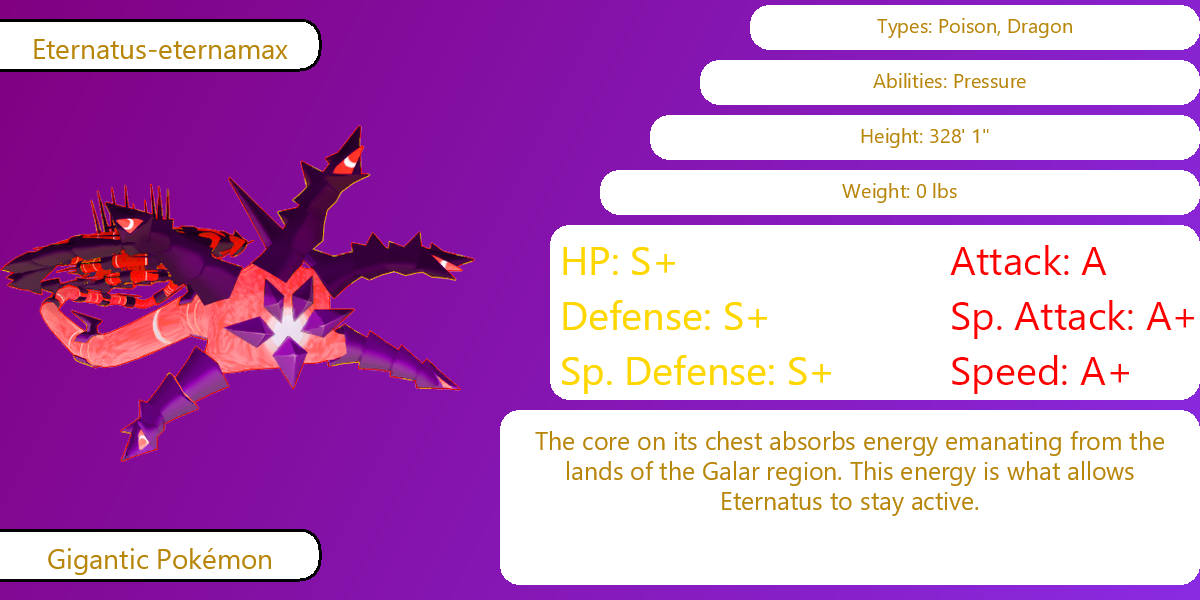 Eternatus-eternamax
Types: Poison, Dragon
Abilities: Pressure
Height: 328' 1"
Weight: 0 lbs
HP: S+
Attack: A
Defense: S+
Sp. Attack: A+
Sp. Defense: S+
Speed: A+
The core on its chest absorbs energy emanating from the
lands of the Galar region. This energy is what allows
Eternatus to stay active.
Gigantic Pokémon